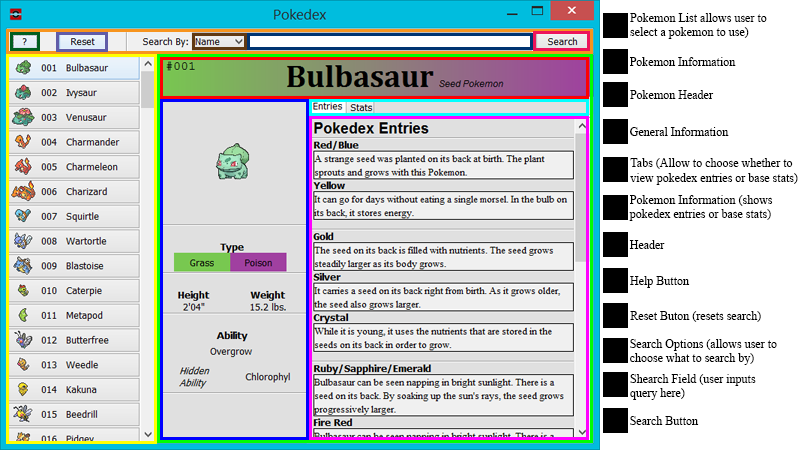 Pokedex
? Reset Search By: Name Search
001 Bulbasaur
002 Ivysaur
003 Venusaur
004 Charmander
005 Charmeleon
006 Charizard
007 Squirtle
008 Wartortle
009 Blastoise
010 Caterpie
011 Metapod
012 Butterfree
013 Weedle
014 Kakuna
015 Beedrill
016 Pidgey
#001
Bulbasaur Seed Pokemon
Type
Grass Poison
Height Weight
2'04" 15.2 lbs.
Ability
Overgrow
Hidden
Ability
Chlorophyl
Entries Stats
Pokedex Entries
Red/Blue
A strange seed was planted on its back at birth. The plant
sprouts and grows with this Pokemon.
Yellow
It can go for days without eating a single morsel. In the bulb on
its back, it stores energy.
Gold
The seed on its back is filled with nutrients. The seed grows
steadily larger as its body grows.
Silver
It carries a seed on its back right from birth. As it grows older,
the seed also grows larger.
Crystal
While it is young, it uses the nutrients that are stored in the
seeds on its back in order to grow.
Ruby/Sapphire/Emerald
Bulbasaur can be seen napping in bright sunlight. There is a
seed on its back. By soaking up the sun's rays, the seed grows
progressively larger.
Fire Red
Bulbasaur can be seen napping in bright sunlight. There is a
Pokemon List allows user to
select a pokemon to use)
Pokemon Information
Pokemon Header
General Information
Tabs (Allow to choose whether to
view pokedex entries or base stats)
Pokemon Information (shows
pokedex entries or base stats)
Header
Help Button
Reset Buton (resets search)
Search Options (allows user to
choose what to search by)
Shearch Field (user inputs
query here)
Search Button